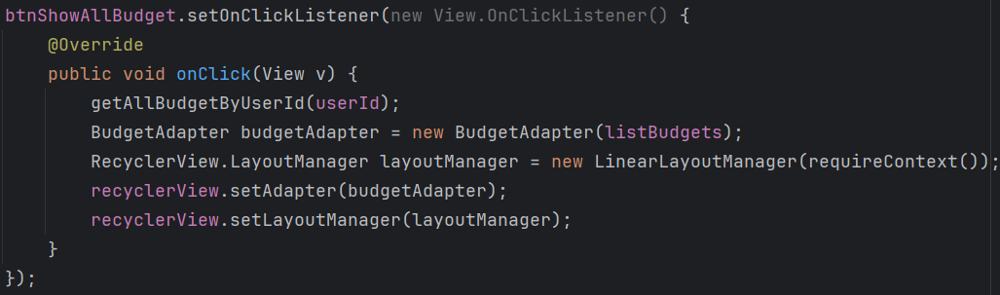 btnShowAllBudget.setOnClickListener(new View.OnClickListener() {
    @Override
    public void onClick(View v) {
        getAllBudgetByUserId(userId);
        BudgetAdapter budgetAdapter = new BudgetAdapter(listBudgets);
        RecyclerView.LayoutManager layoutManager = new LinearLayoutManager(requireContext());
        recyclerView.setAdapter(budgetAdapter);
        recyclerView.setLayoutManager(layoutManager);
    }
});